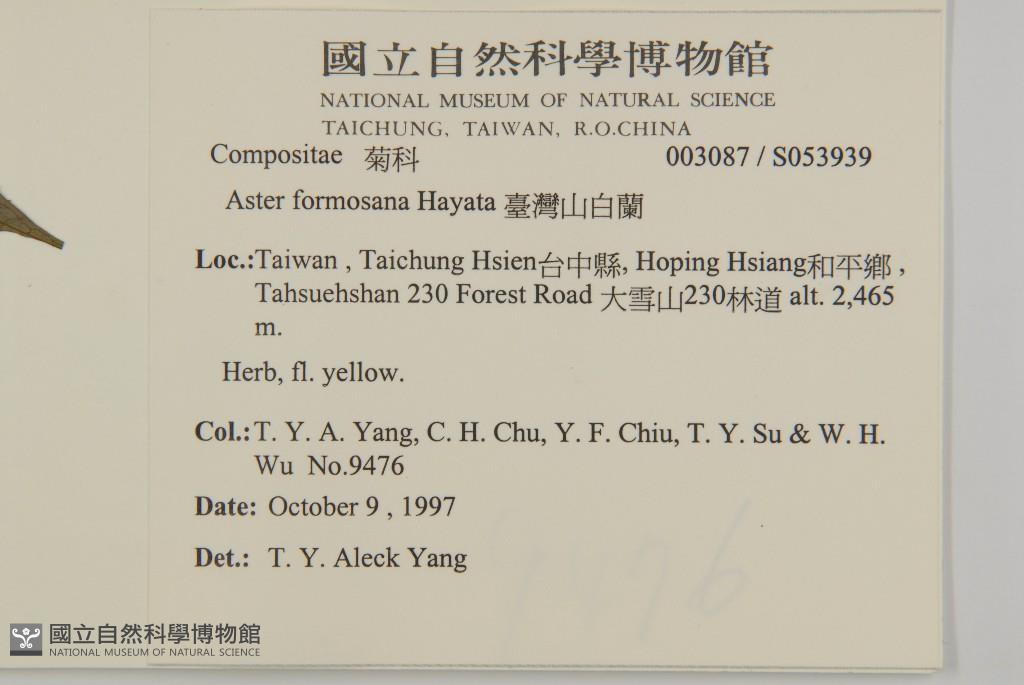 國立自然科學博物館
NATIONAL MUSEUM OF NATURAL SCIENCE
TAICHUNG, TAIWAN, R.O.CHINA
Compositae 菊科 003087 / S053939
Aster formosana Hayata 臺灣山白蘭
Loc.:Taiwan , Taichung Hsien台中縣, Hoping Hsiang和平鄉 ,
Tahsuehshan 230 Forest Road 大雪山230林道 alt. 2,465
m.
Herb, fl. yellow.
Col.: T. Y. A. Yang, C. H. Chu, Y. F. Chiu, T. Y. Su & W. H.
Wu No.9476
Date: October 9 , 1997
Det.: T. Y. Aleck Yang
9476
國立自然科學博物館
NATIONAL MUSEUM OF NATURAL SCIENCE